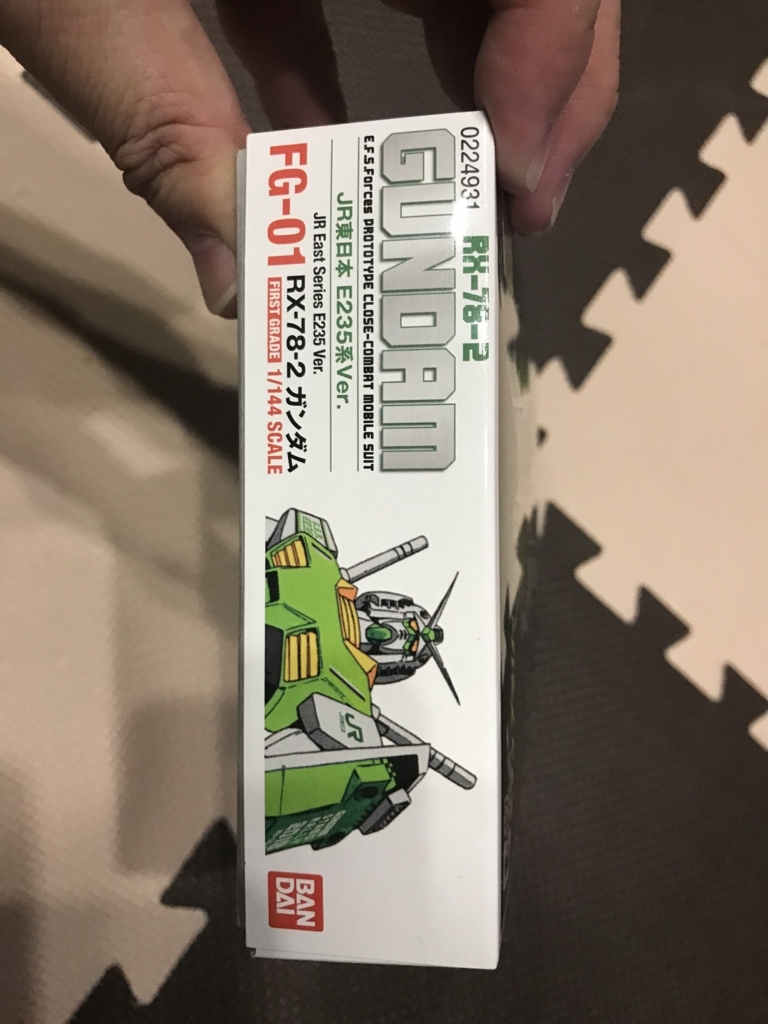 0224931
RX-78-2
GUNDAM
E.F.S.Forces PROTOTYPE CLOSE-COMBAT MOBILE SUIT
JR東日本 E235系Ver.
JR East Series E235 Ver.
FG-01 RX-78-2 ガンダム
FIRST GRADE 1/144 SCALE
JR
BAN
DAI